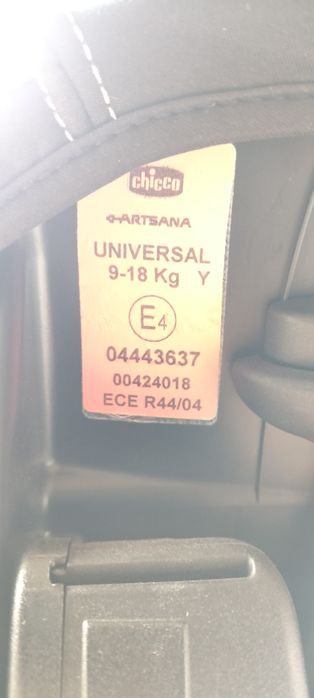 chicco
ARTSANA
UNIVERSAL
9-18 Kg Y
E4
04443637
00424018
ECE R44/04